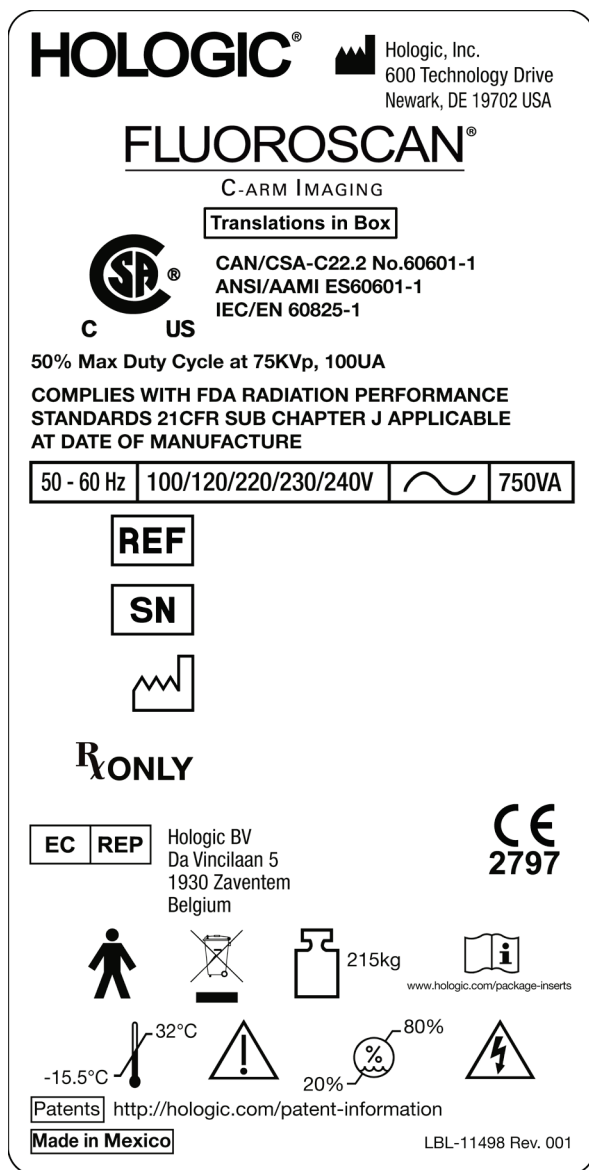 HOLOGIC®
Hologic, Inc.
600 Technology Drive
Newark, DE 19702 USA
FLUOROSCAN®
C-ARM IMAGING
Translations in Box
CSA®
C US
CAN/CSA-C22.2 No.60601-1
ANSI/AAMI ES60601-1
IEC/EN 60825-1
50% Max Duty Cycle at 75KVp, 100UA
COMPLIES WITH FDA RADIATION PERFORMANCE
STANDARDS 21CFR SUB CHAPTER J APPLICABLE
AT DATE OF MANUFACTURE
50 - 60 Hz 100/120/220/230/240V 750VA
REF
SN
Rx ONLY
EC REP
Hologic BV
Da Vincilaan 5
1930 Zaventem
Belgium
CE
2797
215kg
i
www.hologic.com/package-inserts
32°C
-15.5°C
!
80%
%
20%
Patents http://hologic.com/patent-information
Made in Mexico LBL-11498 Rev. 001